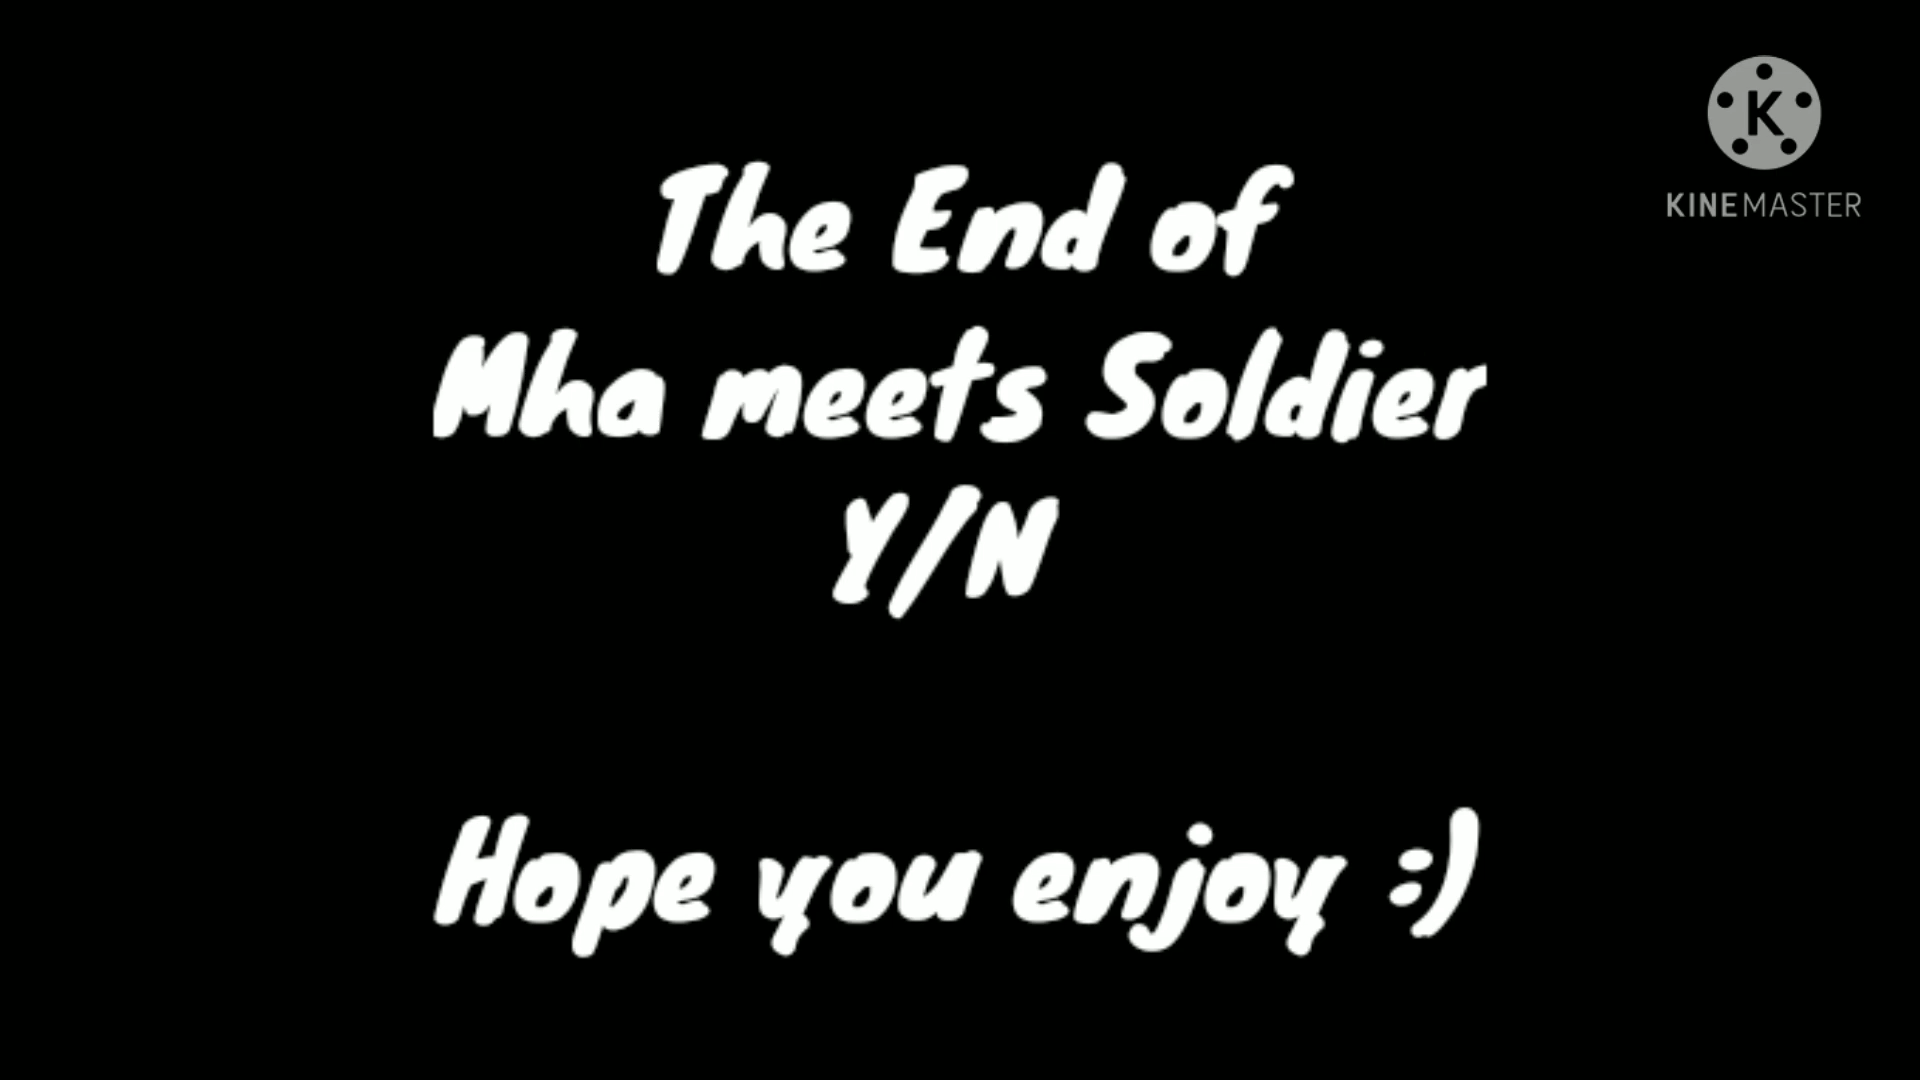 K
KINEMASTER
The End of
Mha meets Soldier
Y/N
Hope you enjoy :)